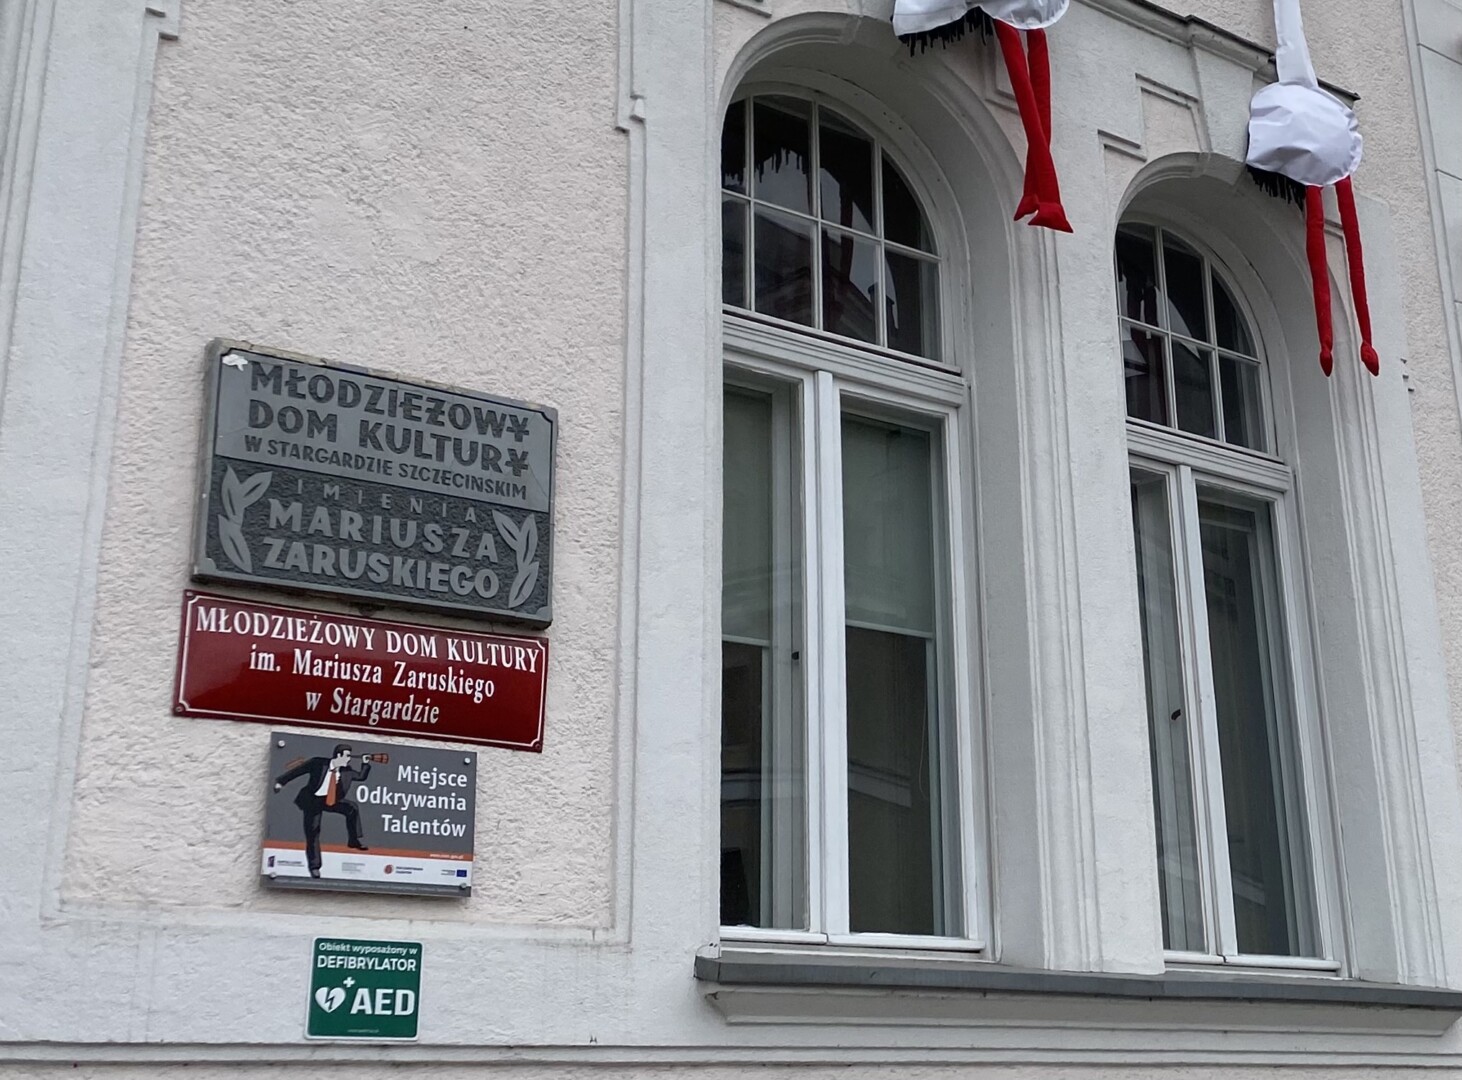 MŁODZIEŻOWY
DOM KULTURY
W STARGARDZIE SZCZECIŃSKIM
IMIENIA
MARIUSZA
ZARUSKIEGO
MŁODZIEŻOWY DOM KULTURY
im. Mariusza Zaruskiego
w Stargardzie
Miejsce
Odkrywania
Talentów
Obiekt wyposażony w
DEFIBRYLATOR
AED